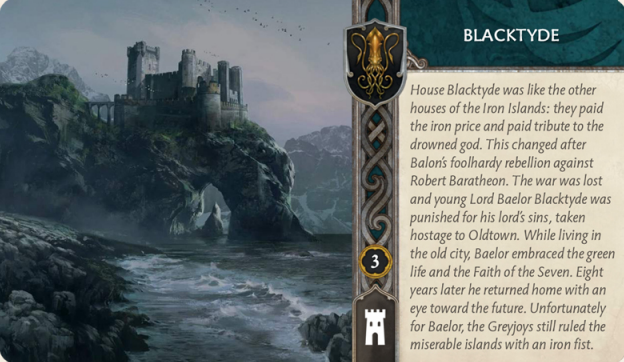 BLACKTYDE
House Blacktyde was like the other
houses of the Iron Islands: they paid
the iron price and paid tribute to the
drowned god. This changed after
Balon's foolhardy rebellion against
Robert Baratheon. The war was lost
and young Lord Baelor Blacktyde was
punished for his lord's sins, taken
hostage to Oldtown. While living in
the old city, Baelor embraced the green
life and the Faith of the Seven. Eight
years later he returned home with an
eye toward the future. Unfortunately
for Baelor, the Greyjoys still ruled the
miserable islands with an iron fist.
3